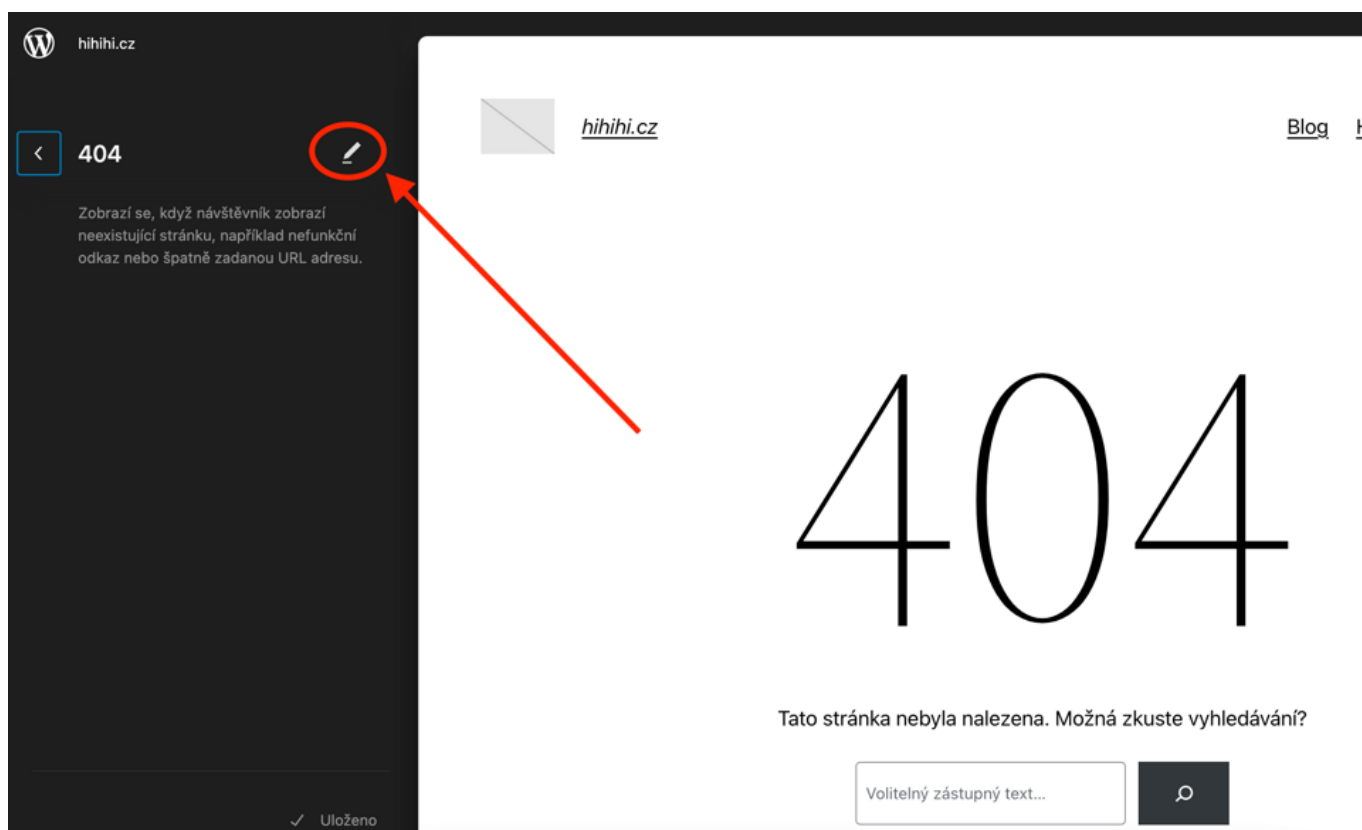 hihihi.cz
404
Zobrazí se, když návštěvník zobrazí
neexistující stránku, například nefunkční
odkaz nebo špatně zadanou URL adresu.
Uloženo
hihihi.cz
Blog
404
Tato stránka nebyla nalezena. Možná zkuste vyhledávání?
Volitelný zástupný text...